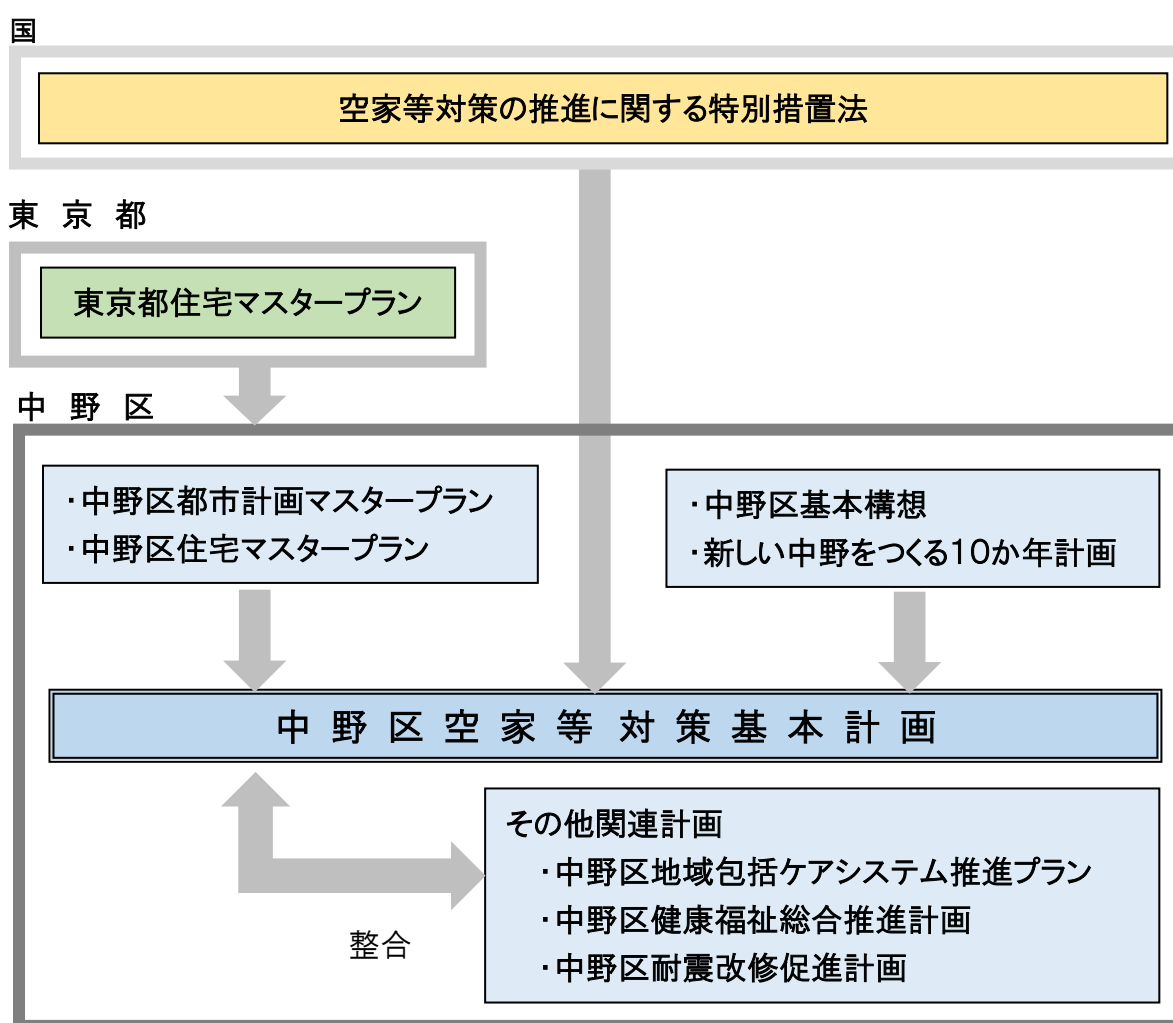 国
空家等対策の推進に関する特別措置法
東京都
東京都住宅マスタープラン
中野区
・中野区都市計画マスタープラン
・中野区住宅マスタープラン
・中野区基本構想
・新しい中野をつくる10か年計画
中野区空家等対策基本計画
その他関連計画
・中野区地域包括ケアシステム推進プラン
・中野区健康福祉総合推進計画
・中野区耐震改修促進計画
整合